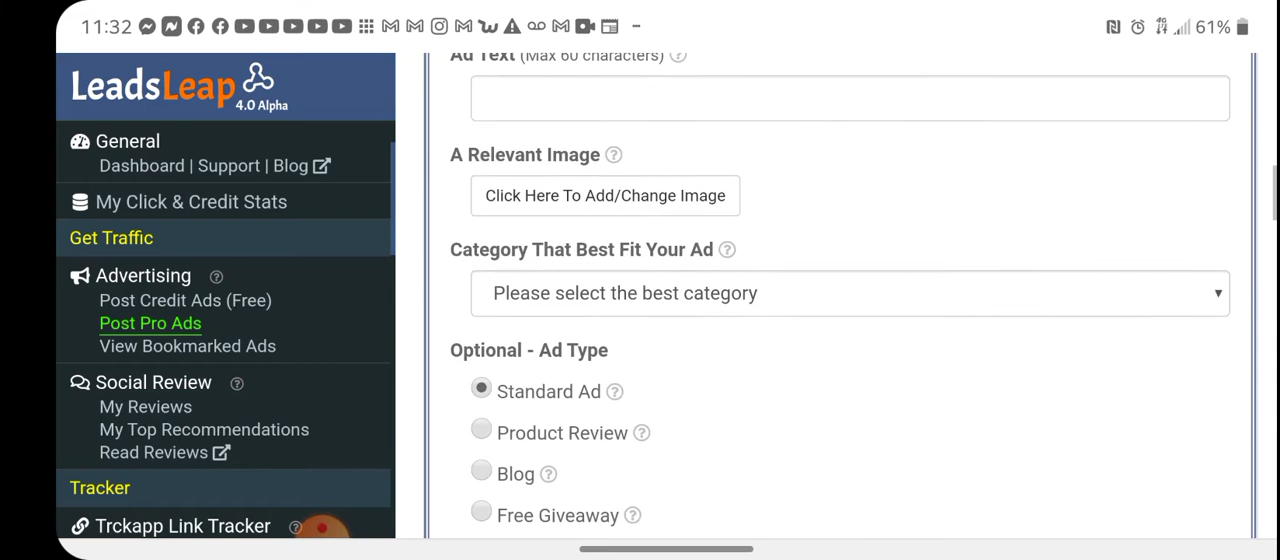 11:32
61%
LeadsLeap
4.0 Alpha
General
Dashboard | Support | Blog
My Click & Credit Stats
Get Traffic
Advertising
Post Credit Ads (Free)
Post Pro Ads
View Bookmarked Ads
Social Review
My Reviews
My Top Recommendations
Read Reviews
Tracker
Trckapp Link Tracker
Ad Text (Max 60 characters)
A Relevant Image
Click Here To Add/Change Image
Category That Best Fit Your Ad
Please select the best category
Optional - Ad Type
Standard Ad
Product Review
Blog
Free Giveaway